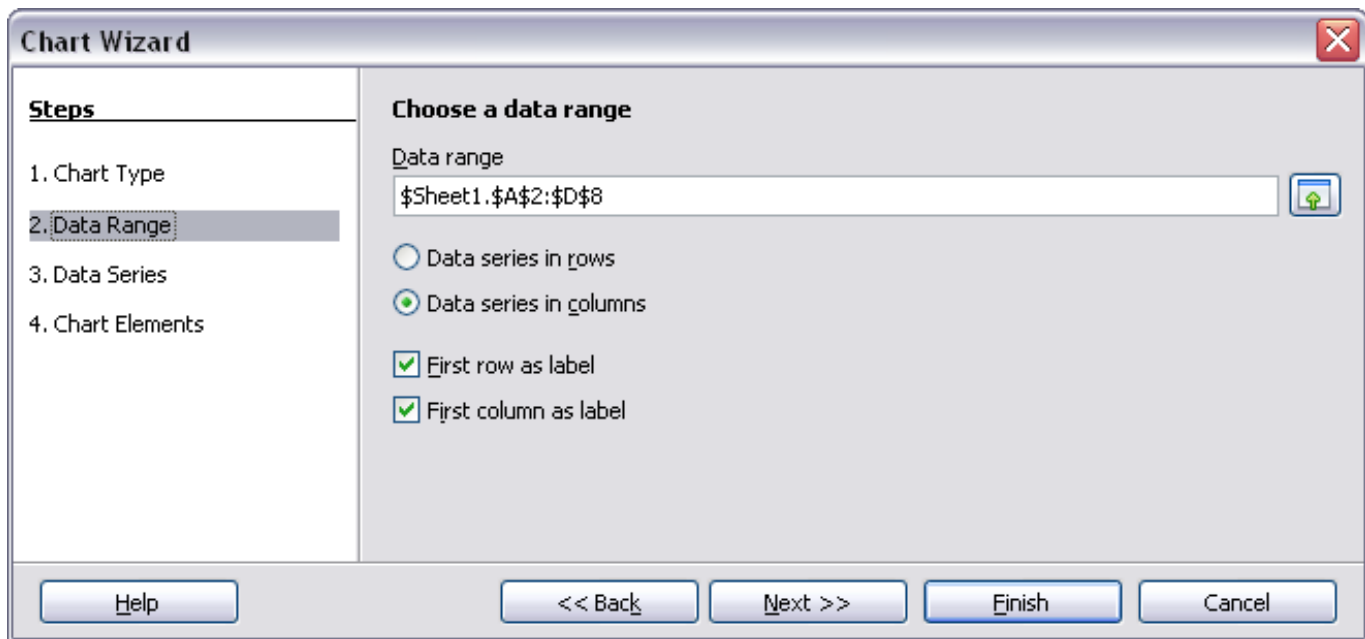 Chart Wizard
Steps
1. Chart Type
2. Data Range
3. Data Series
4. Chart Elements
Choose a data range
Data range
$Sheet1.$A$2:$D$8
Data series in rows
Data series in columns
First row as label
First column as label
Help
<< Back
Next >>
Finish
Cancel